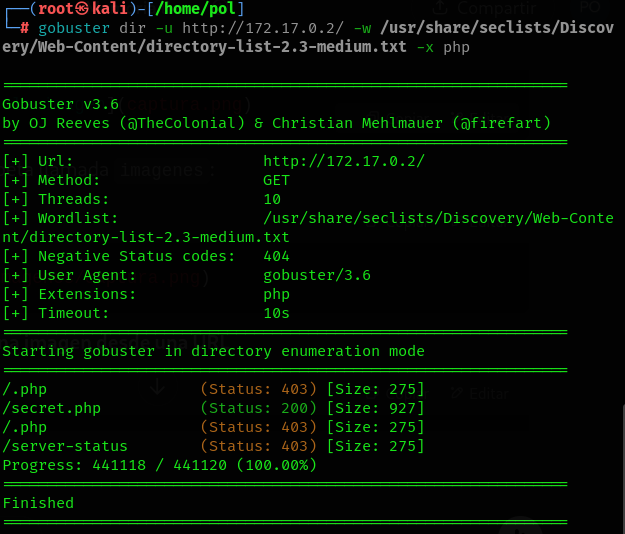 ┌──(root㉿kali)-[/home/pol]
└─# gobuster dir -u http://172.17.0.2/ -w /usr/share/seclists/Discov
ery/Web-Content/directory-list-2.3-medium.txt -x php
===============================================================
Gobuster v3.6
by OJ Reeves (@TheColonial) & Christian Mehlmauer (@firefart)
===============================================================
[+] Url:                     http://172.17.0.2/
[+] Method:                  GET
[+] Threads:                 10
[+] Wordlist:                /usr/share/seclists/Discovery/Web-Conte
nt/directory-list-2.3-medium.txt
[+] Negative Status codes:   404
[+] User Agent:              gobuster/3.6
[+] Extensions:              php
[+] Timeout:                 10s
===============================================================
Starting gobuster in directory enumeration mode
===============================================================
/.php                 (Status: 403) [Size: 275]
/secret.php           (Status: 200) [Size: 927]
/.php                 (Status: 403) [Size: 275]
/server-status        (Status: 403) [Size: 275]
Progress: 441118 / 441120 (100.00%)
===============================================================
Finished
===============================================================